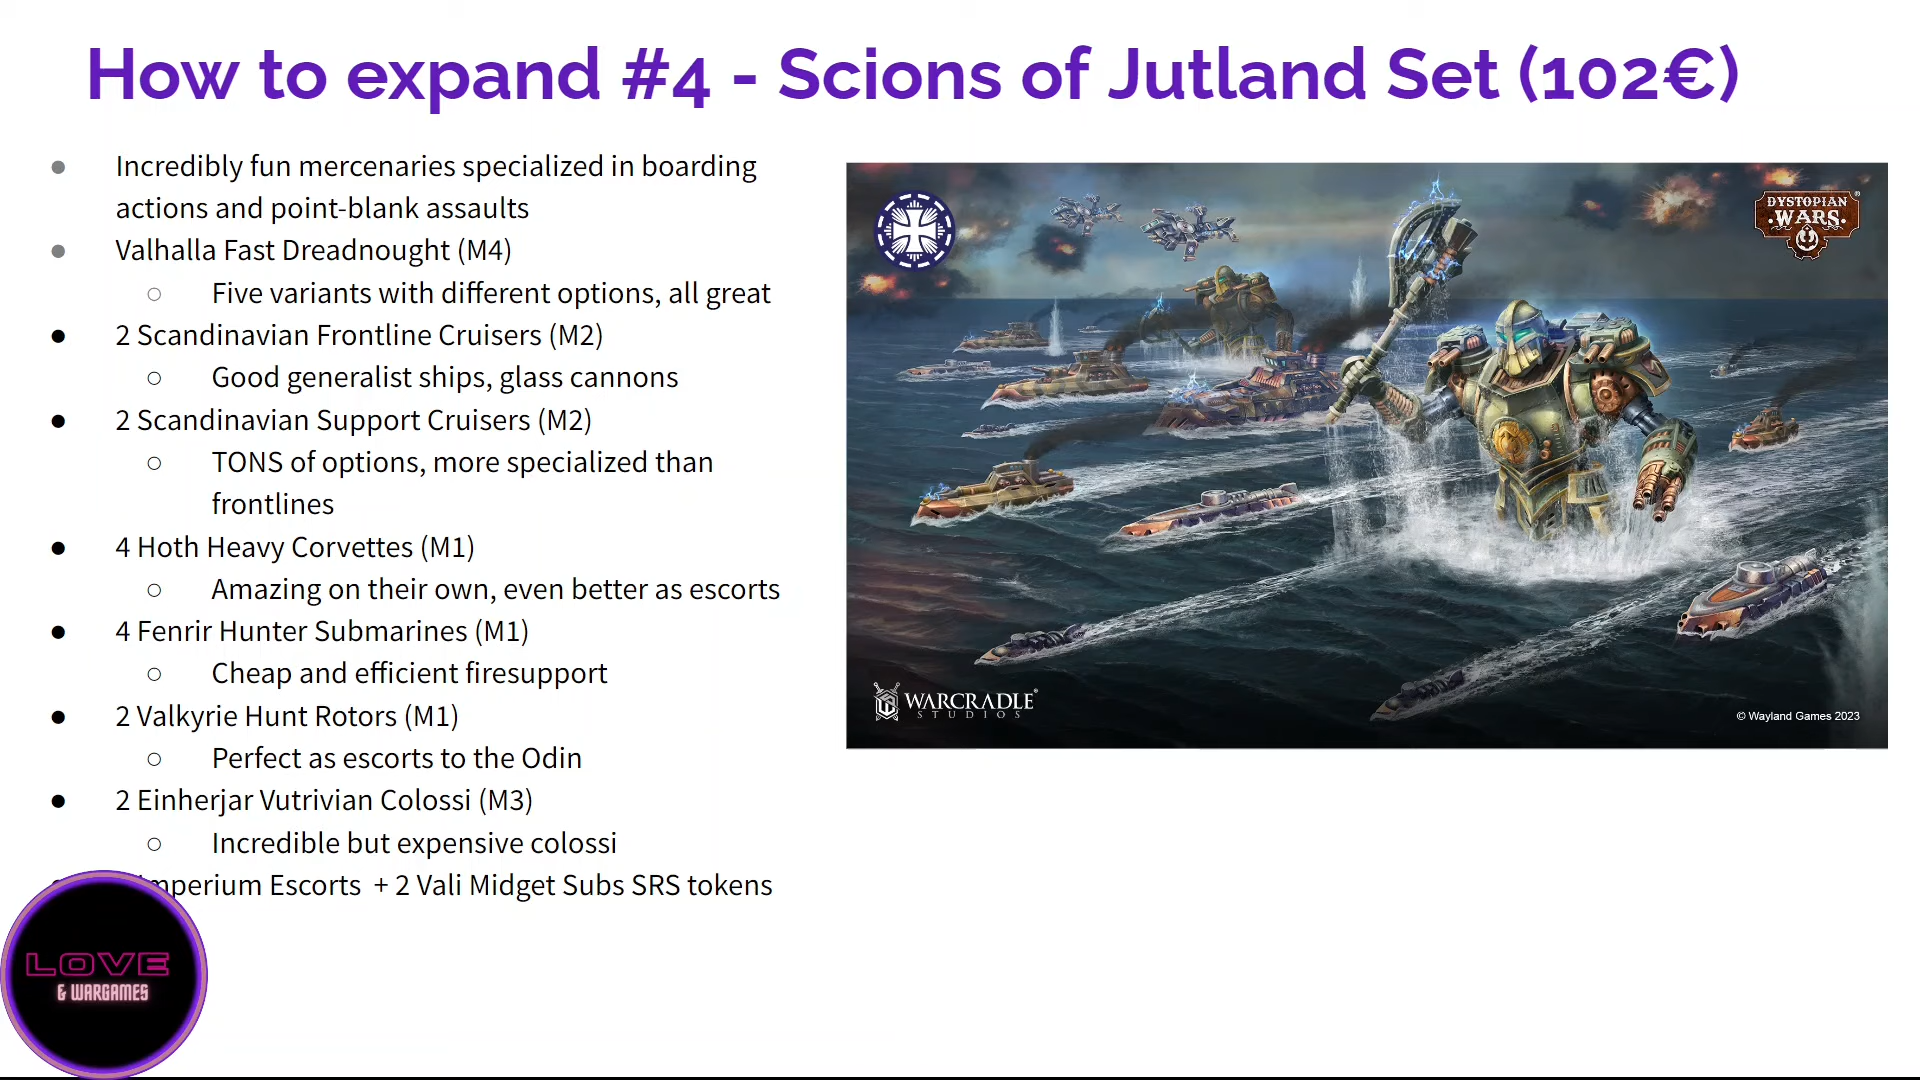 How to expand #4 - Scions of Jutland Set (102€)
Incredibly fun mercenaries specialized in boarding
actions and point-blank assaults
Valhalla Fast Dreadnought (M4)
Five variants with different options, all great
2 Scandinavian Frontline Cruisers (M2)
Good generalist ships, glass cannons
2 Scandinavian Support Cruisers (M2)
TONS of options, more specialized than
frontlines
4 Hoth Heavy Corvettes (M1)
Amazing on their own, even better as escorts
4 Fenrir Hunter Submarines (M1)
Cheap and efficient firesupport
2 Valkyrie Hunt Rotors (M1)
Perfect as escorts to the Odin
2 Einherjar Vutrivian Colossi (M3)
Incredible but expensive colossi
Imperium Escorts + 2 Vali Midget Subs SRS tokens
DYSTOPIAN
WARS
WARCRADLE
STUDIOS
© Wayland Games 2023
LOVE
& WARGAMES